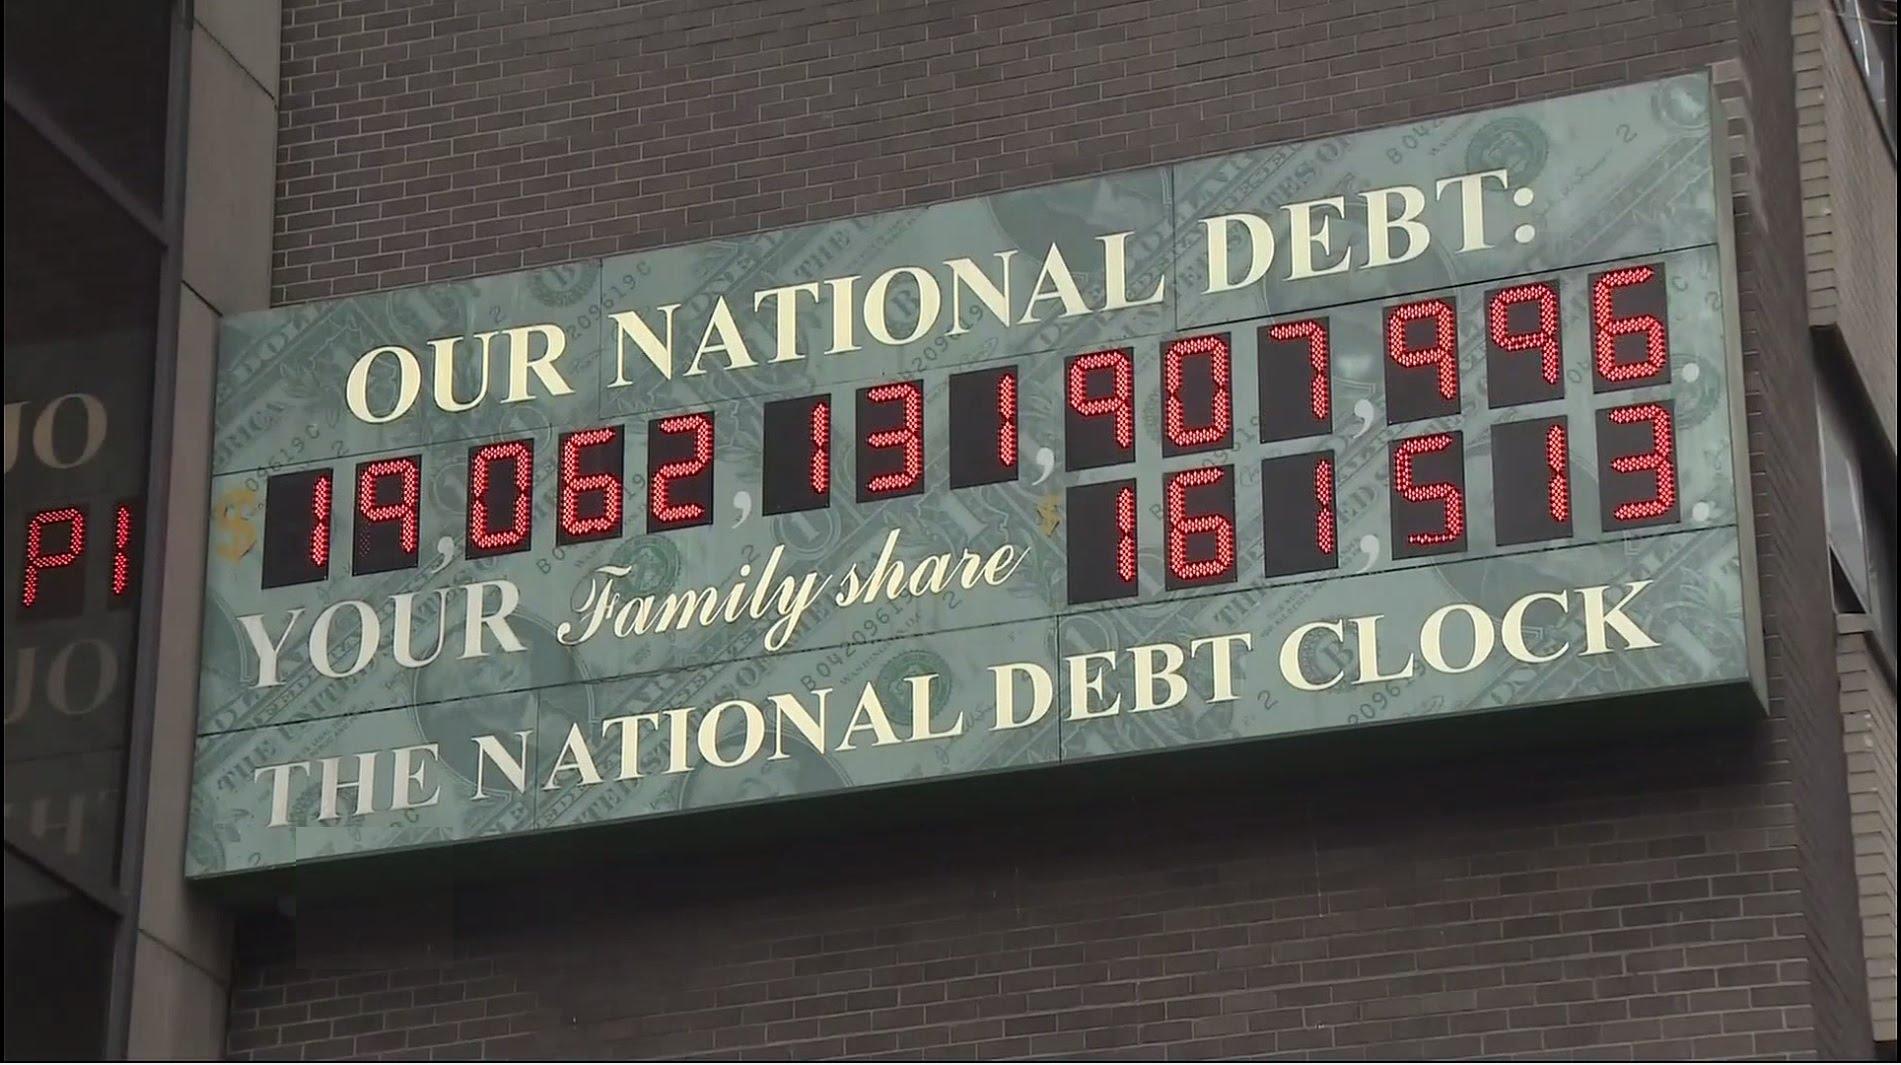 OUR NATIONAL DEBT:
$19,062,131,907,996.
YOUR Family share $161,513.
THE NATIONAL DEBT CLOCK